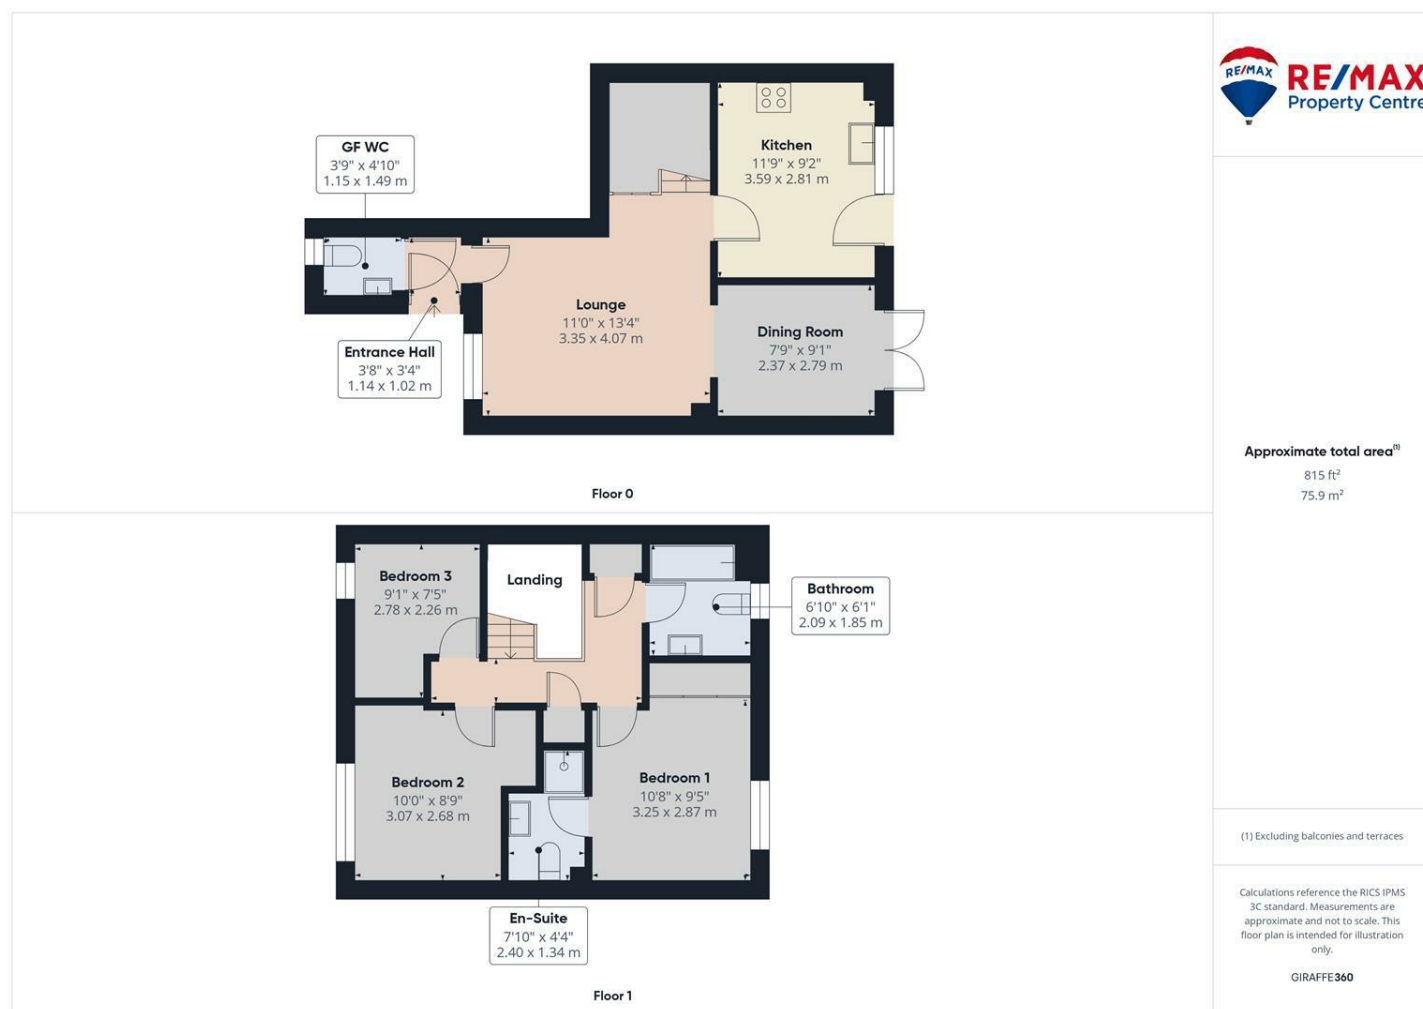 RE/MAX
RE/MAX
Property Centre
GF WC
3'9" x 4'10"
1.15 x 1.49 m
Kitchen
11'9" x 9'2"
3.59 x 2.81 m
Lounge
11'0" x 13'4"
3.35 x 4.07 m
Dining Room
7'9" x 9'1"
2.37 x 2.79 m
Entrance Hall
3'8" x 3'4"
1.14 x 1.02 m
Floor 0
Approximate total area(1)
815 ft²
75.9 m²
Bedroom 3
9'1" x 7'5"
2.78 x 2.26 m
Landing
Bathroom
6'10" x 6'1"
2.09 x 1.85 m
Bedroom 2
10'0" x 8'9"
3.07 x 2.68 m
Bedroom 1
10'8" x 9'5"
3.25 x 2.87 m
En-Suite
7'10" x 4'4"
2.40 x 1.34 m
Floor 1
(1) Excluding balconies and terraces
Calculations reference the RICS IPMS
3C standard. Measurements are
approximate and not to scale. This
floor plan is intended for illustration
only.
GIRAFFE360